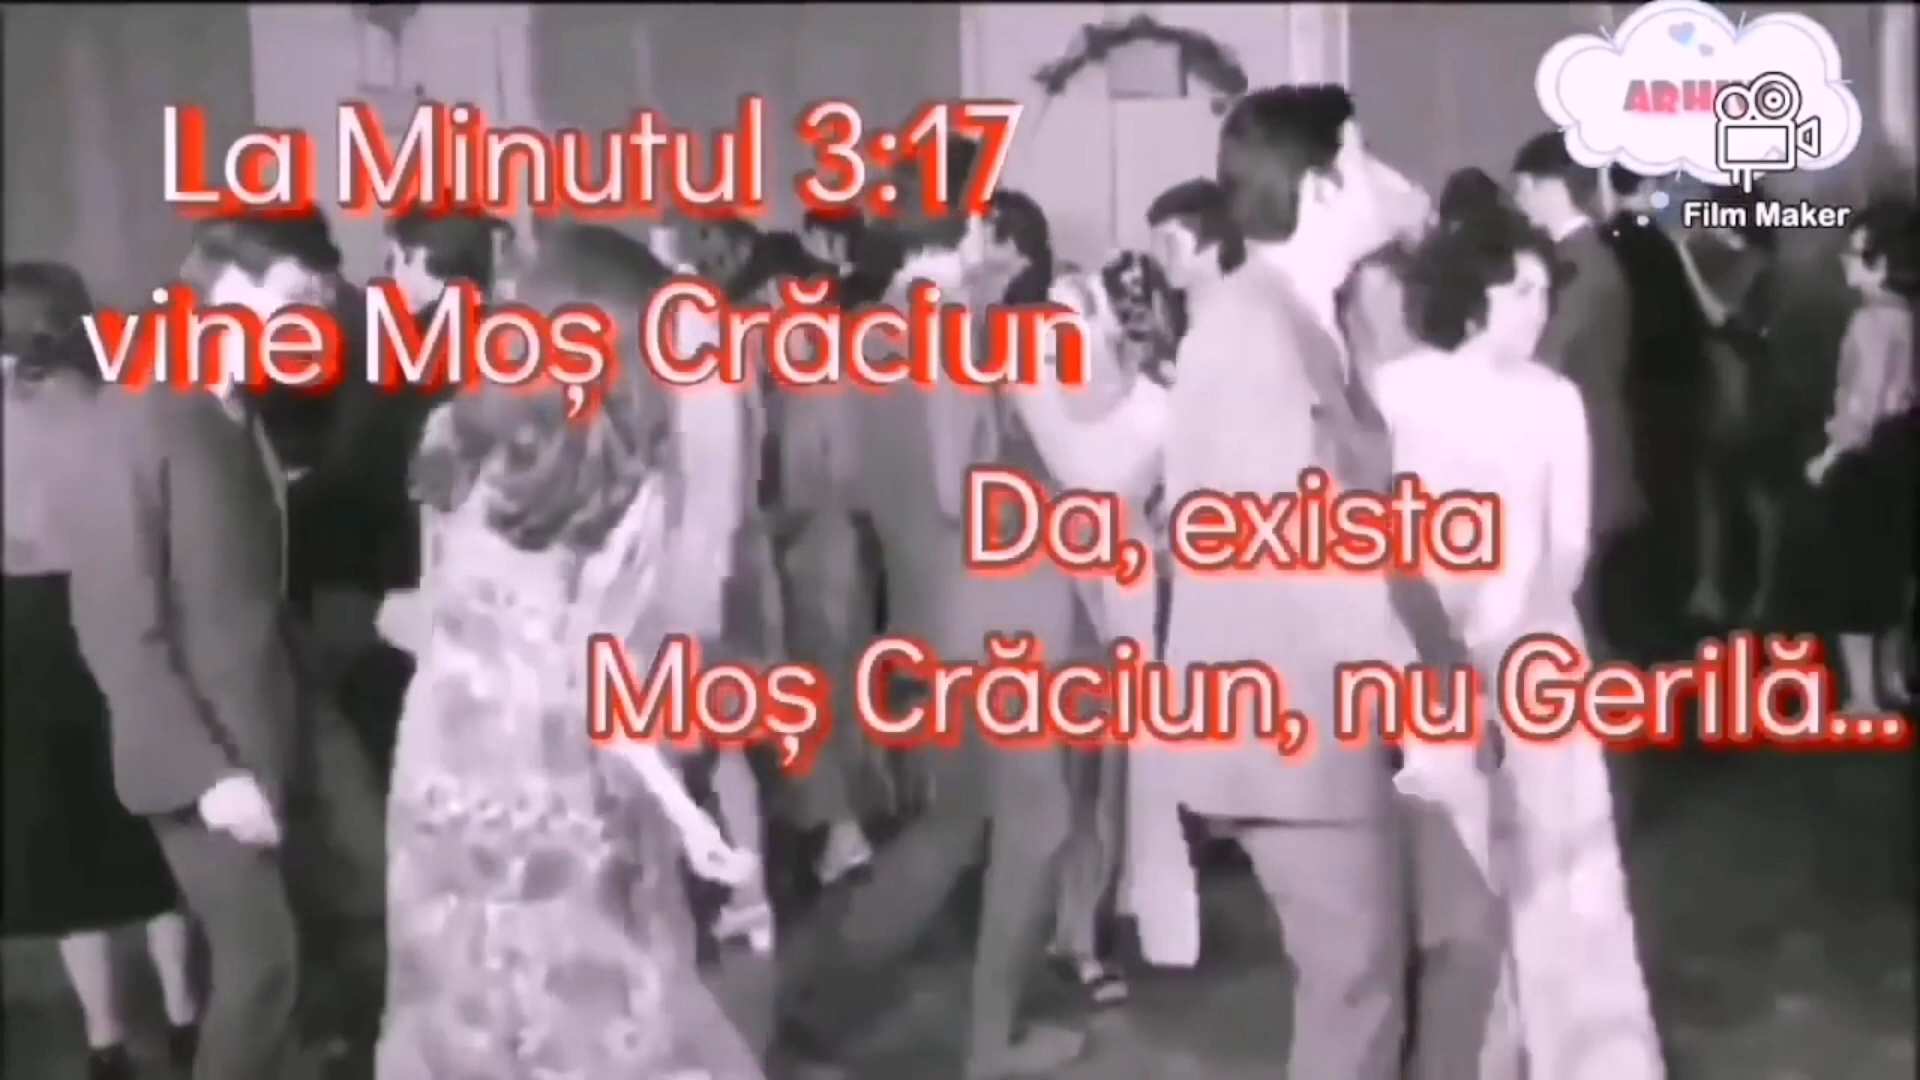 La Minutul 3:17
vine Moș Crăciun
Da, exista
Moș Crăciun, nu Gerilă...
Film Maker